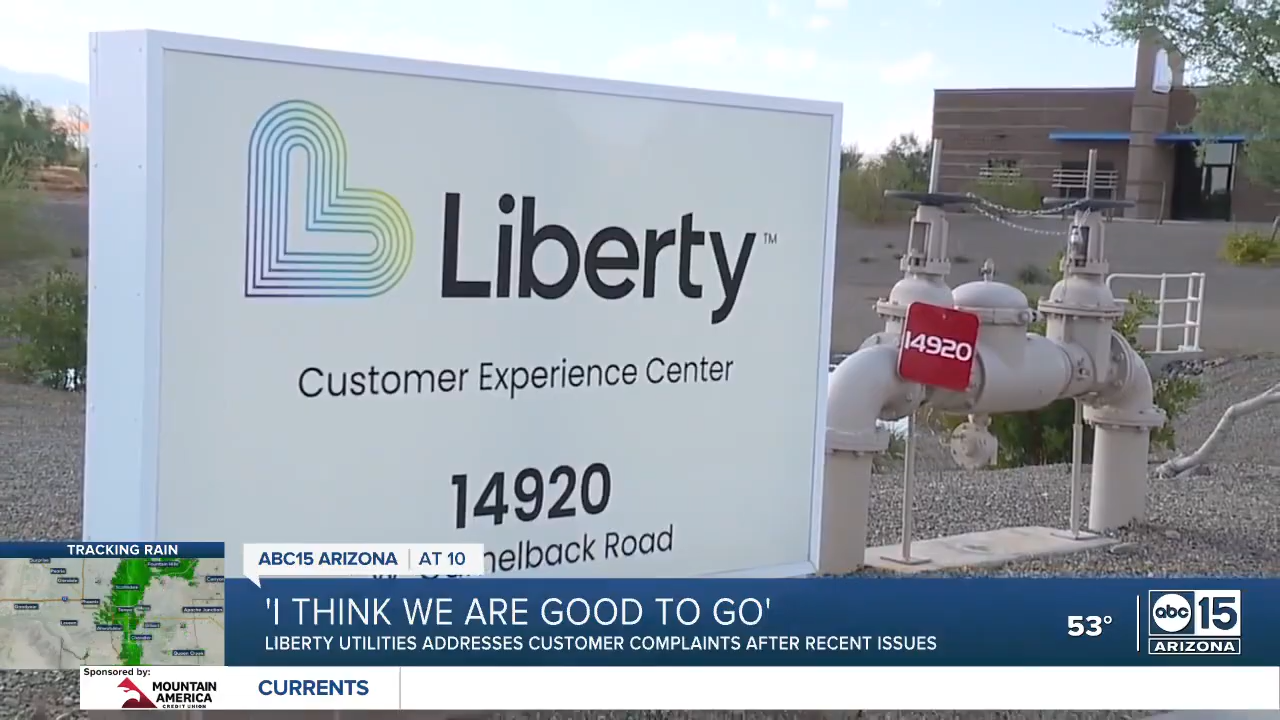 Liberty™
Customer Experience Center
14920
Camelback Road
14920
TRACKING RAIN
ABC15 ARIZONA | AT 10
'I THINK WE ARE GOOD TO GO'
LIBERTY UTILITIES ADDRESSES CUSTOMER COMPLAINTS AFTER RECENT ISSUES
53°
abc 15
ARIZONA
Sponsored by:
MOUNTAIN
AMERICA
CREDIT UNION
CURRENTS